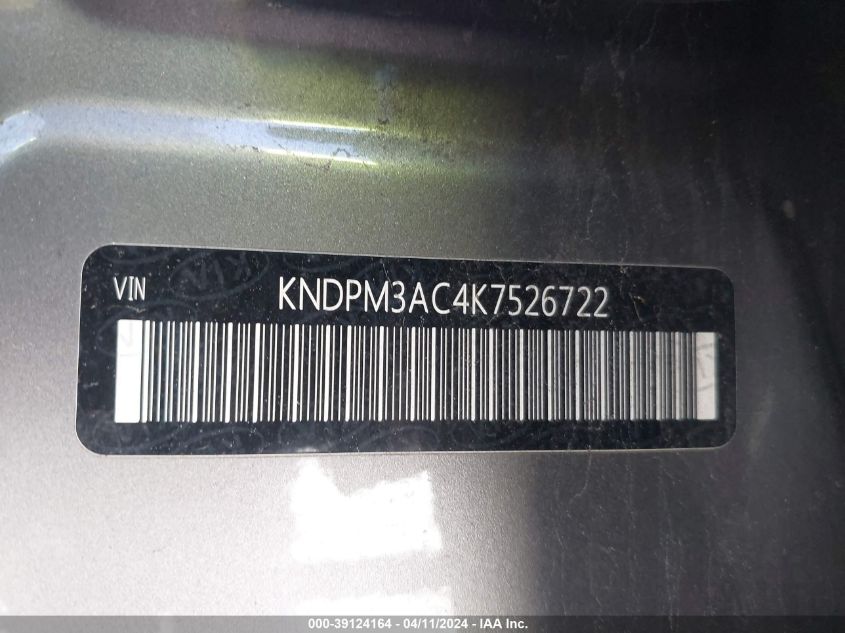 VIN KNDPM3AC4K7526722
000-39124164 - 04/11/2024 - IAA Inc.